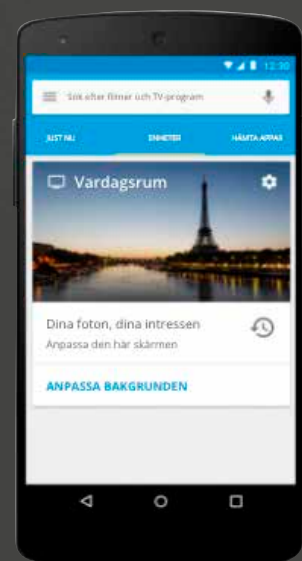 12:30
Sök efter filmer och TV-program
JUST NU
ENHETER
HÄMTA APPAR
Vardagsrum
Dina foton, dina intressen
Anpassa den här skärmen
ANPASSA BAKGRUNDEN